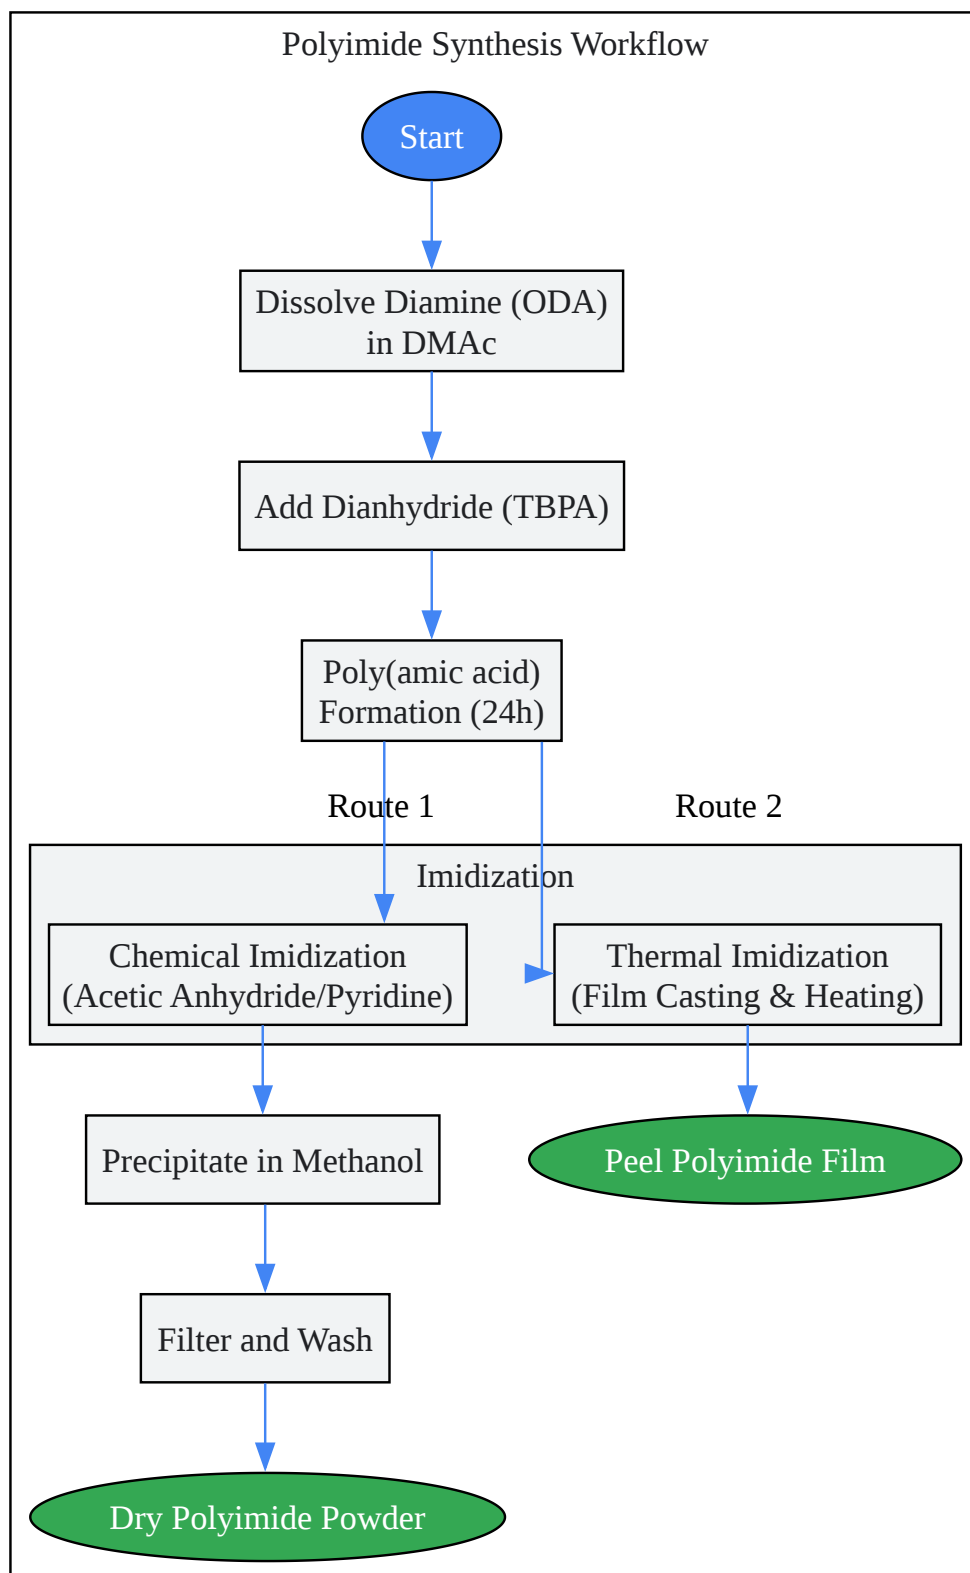 Polyimide Synthesis Workflow
Start
Dissolve Diamine (ODA)
in DMAc
Add Dianhydride (TBPA)
Poly(amic acid)
Formation (24h)
Route 1
Route 2
Imidization
Chemical Imidization
(Acetic Anhydride/Pyridine)
Thermal Imidization
(Film Casting & Heating)
Precipitate in Methanol
Peel Polyimide Film
Filter and Wash
Dry Polyimide Powder